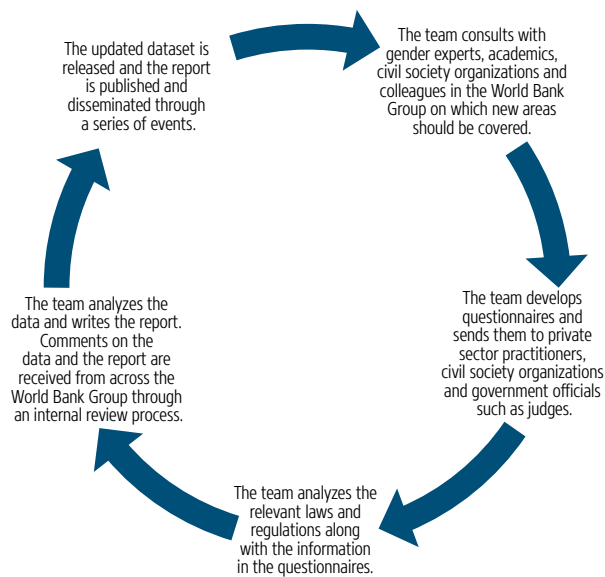 The updated dataset is
released and the report
is published and
disseminated through
a series of events.
The team consults with
gender experts, academics,
civil society organizations and
colleagues in the World Bank
Group on which new areas
should be covered.
The team develops
questionnaires and
sends them to private
sector practitioners,
civil society organizations
and government officials
such as judges.
The team analyzes the
relevant laws and
regulations along
with the information
in the questionnaires.
The team analyzes the
data and writes the report.
Comments on the
data and the report are
received from across the
World Bank Group through
an internal review process.